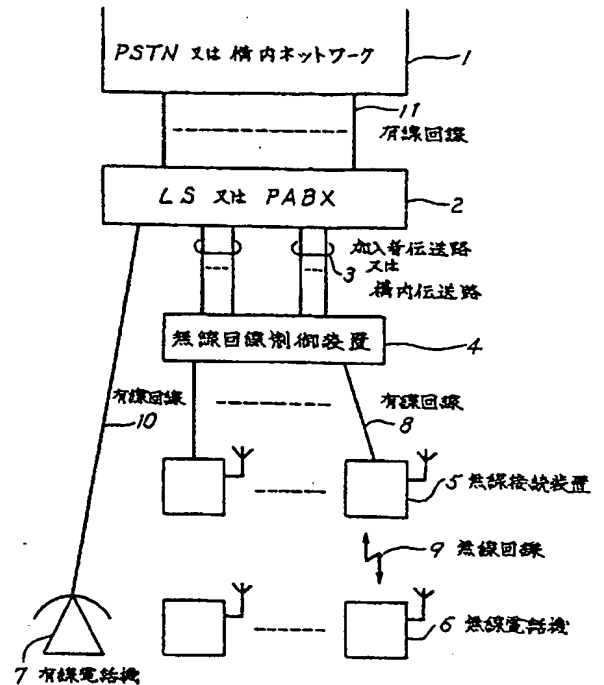 PSTN 又は構内ネットワーク
1
11
有線回線
LS 又は PABX
2
加入者伝送路
3 又は
構内伝送路
無線回線制御装置
4
有線回線
10
有線回線
8
5 無線接続装置
9 無線回線
6 無線電話機
7 有線電話機